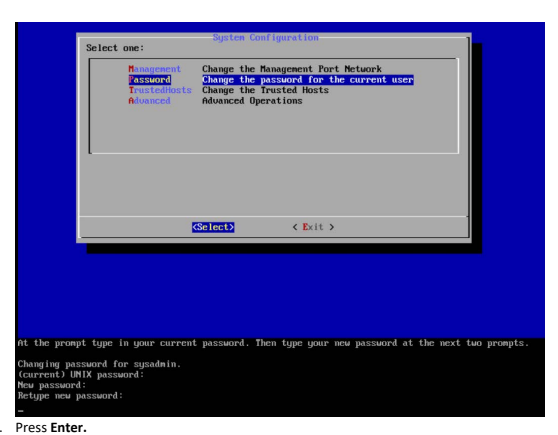 System Configuration
Select one:
Management Change the Management Port Network
Password Change the password for the current user
TrustedHosts Change the Trusted Hosts
Advanced Advanced Operations
<Select> < Exit >
At the prompt type in your current password. Then type your new password at the next two prompts.
Changing password for sysadmin.
(current) UNIX password:
New password:
Retype new password:
_
. Press Enter.